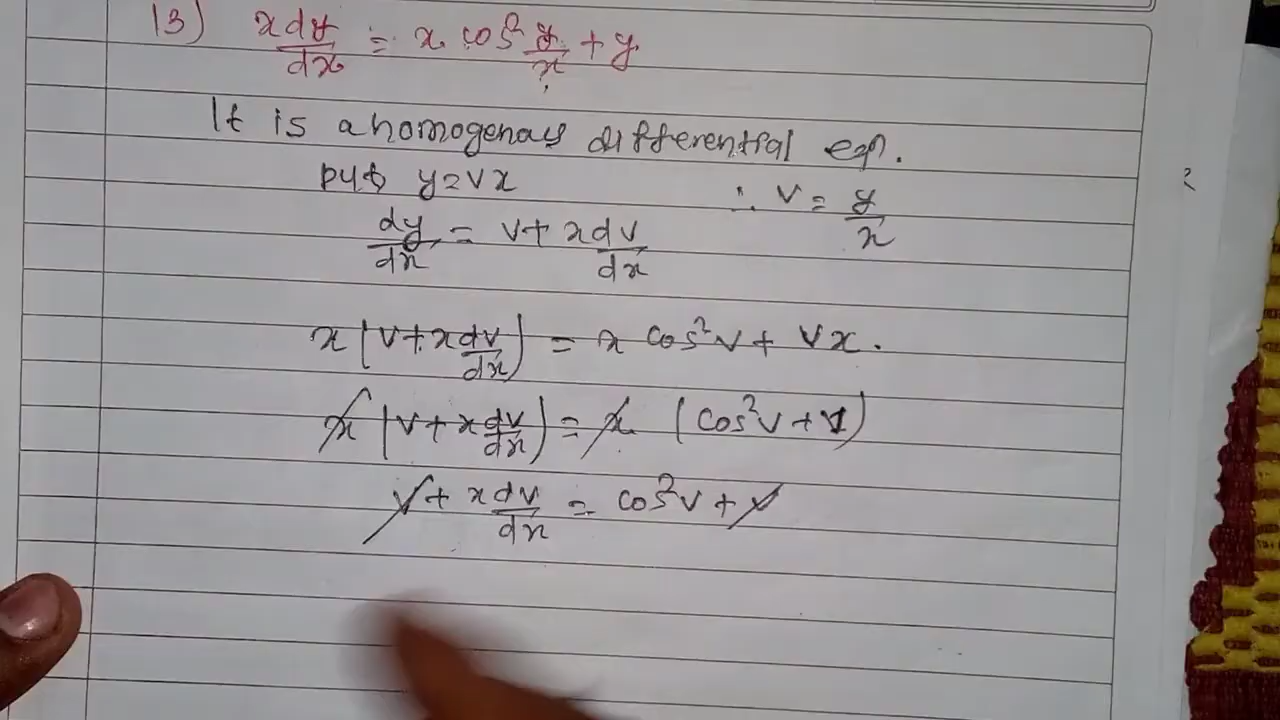 13) x dy/dx = x cos² y/x + y
It is a homogenous differential eqn.
put y=vx ∴ v = y/x
dy/dx = v + x dv/dx
x (v + x dv/dx) = x cos²v + vx.
x (v + x dv/dx) = x (cos²v + v)
v + x dv/dx = cos²v + v